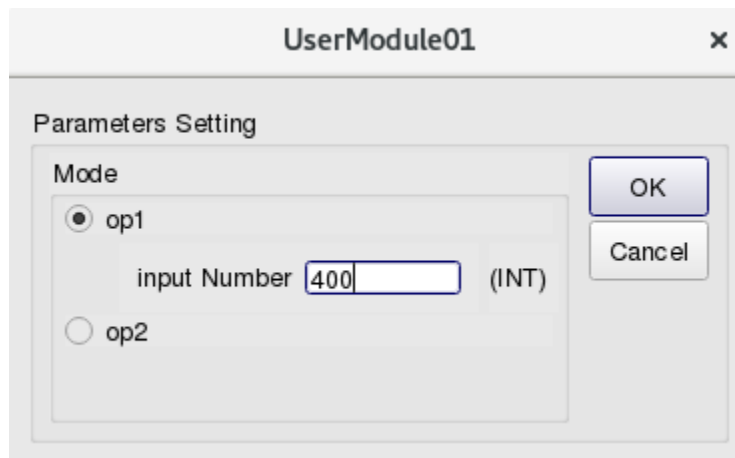 UserModule01
Parameters Setting
Mode
OK
op1
Cancel
input Number 400 (INT)
op2